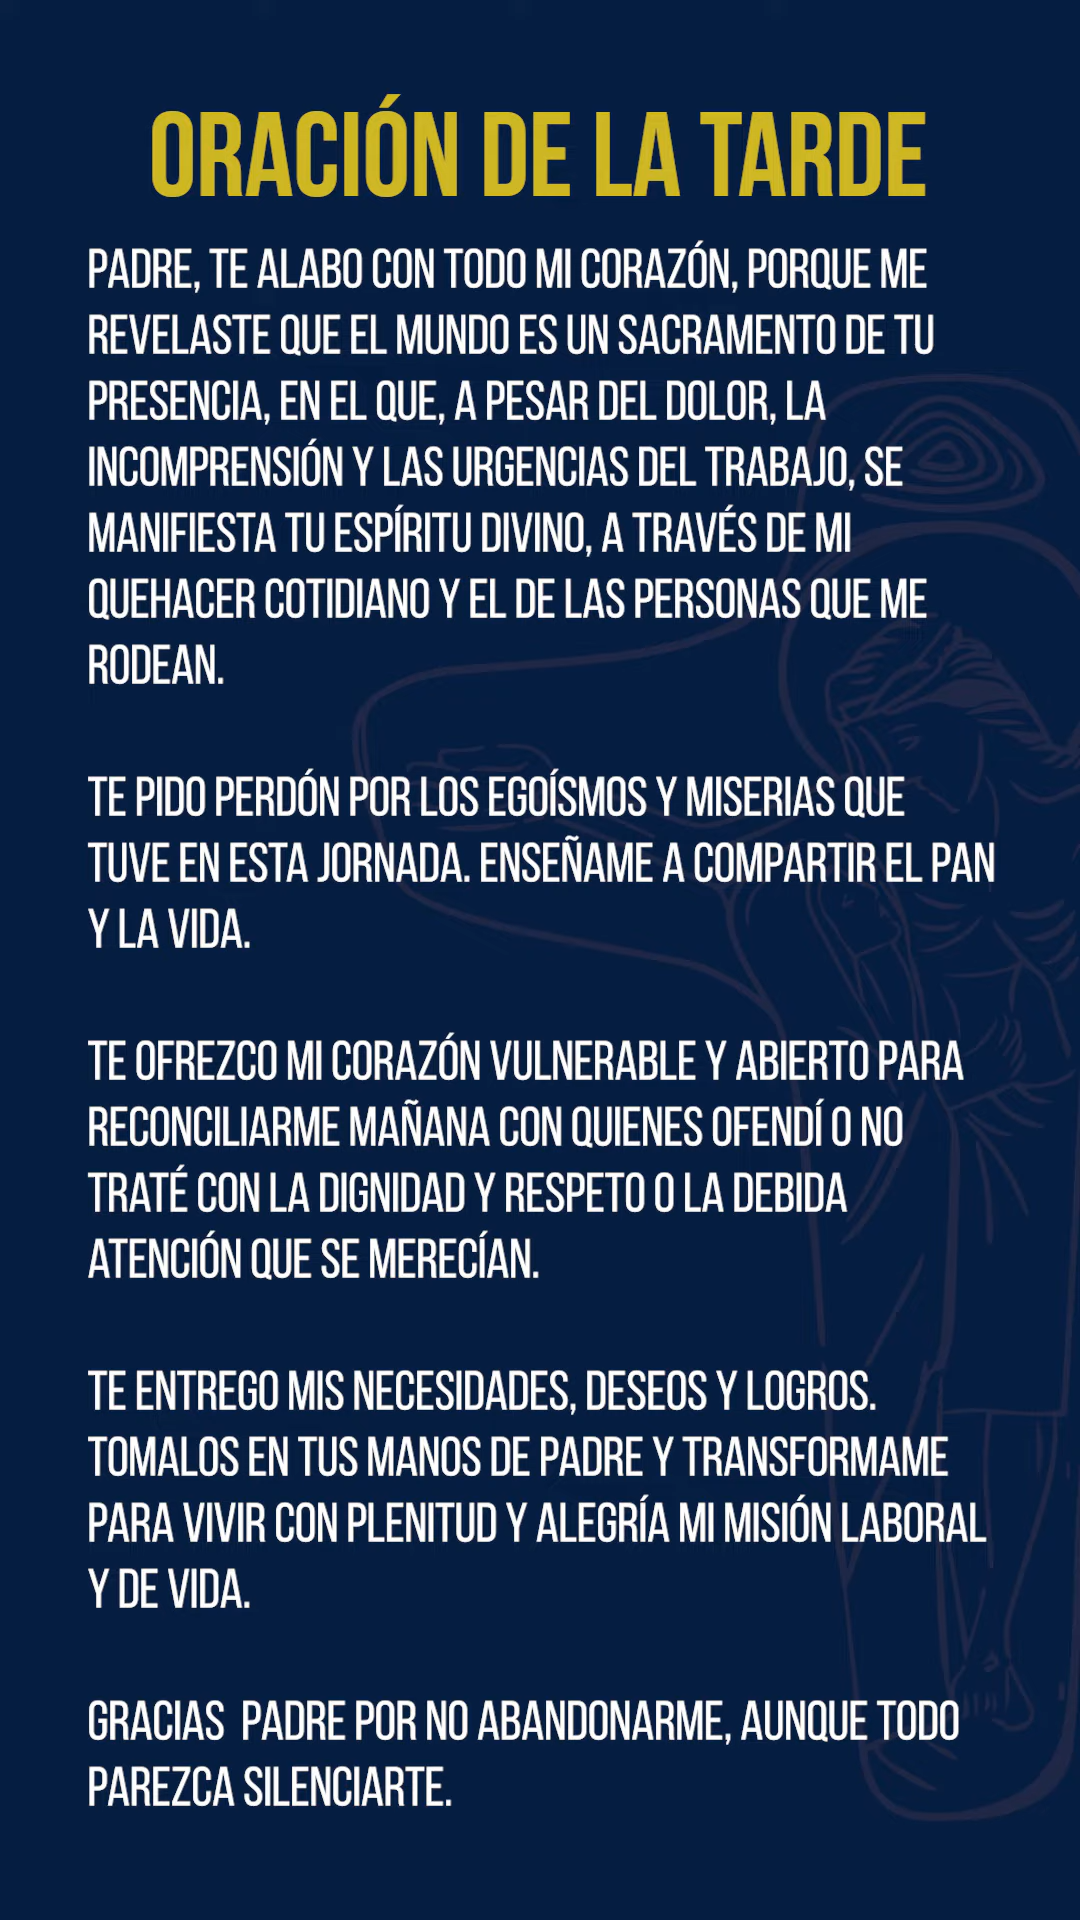 ORACIÓN DE LA TARDE
PADRE, TE ALABO CON TODO MI CORAZÓN, PORQUE ME
REVELASTE QUE EL MUNDO ES UN SACRAMENTO DE TU
PRESENCIA, EN EL QUE, A PESAR DEL DOLOR, LA
INCOMPRENSIÓN Y LAS URGENCIAS DEL TRABAJO, SE
MANIFIESTA TU ESPÍRITU DIVINO, A TRAVÉS DE MI
QUEHACER COTIDIANO Y EL DE LAS PERSONAS QUE ME
RODEAN.
TE PIDO PERDÓN POR LOS EGOÍSMOS Y MISERIAS QUE
TUVE EN ESTA JORNADA. ENSEÑAME A COMPARTIR EL PAN
Y LA VIDA.
TE OFREZCO MI CORAZÓN VULNERABLE Y ABIERTO PARA
RECONCILIARME MAÑANA CON QUIENES OFENDÍ O NO
TRATÉ CON LA DIGNIDAD Y RESPETO O LA DEBIDA
ATENCIÓN QUE SE MERECÍAN.
TE ENTREGO MIS NECESIDADES, DESEOS Y LOGROS.
TOMALOS EN TUS MANOS DE PADRE Y TRANSFORMAME
PARA VIVIR CON PLENITUD Y ALEGRÍA MI MISIÓN LABORAL
Y DE VIDA.
GRACIAS  PADRE POR NO ABANDONARME, AUNQUE TODO
PAREZCA SILENCIARTE.